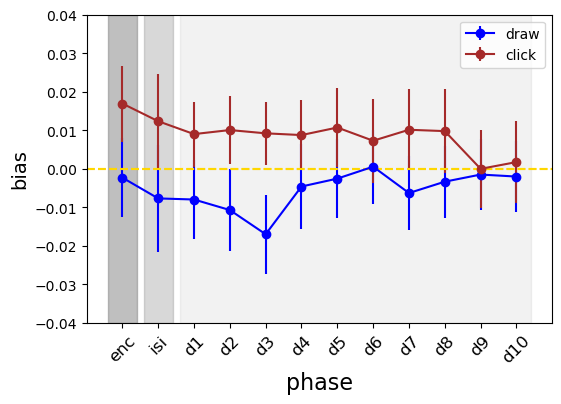 0.04
0.03
0.02
0.01
0.00
−0.01
−0.02
−0.03
−0.04
bias
draw
click
enc
isi
d1
d2
d3
d4
d5
d6
d7
d8
d9
d10
phase